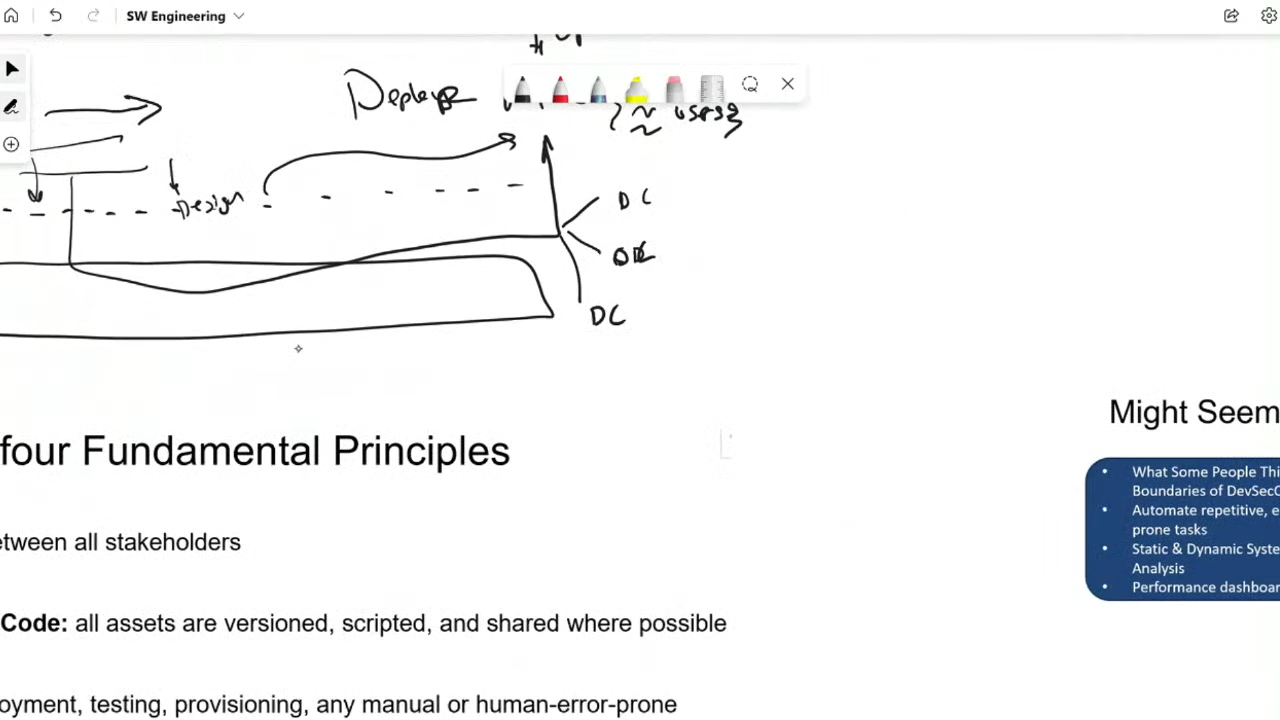 SW Engineering
Deploy
users
Design
DC
DC
four Fundamental Principles
Might Seem
etween all stakeholders
Code: all assets are versioned, scripted, and shared where possible
oyment, testing, provisioning, any manual or human-error-prone
• What Some People Thi
Boundaries of DevSecO
• Automate repetitive, e
prone tasks
• Static & Dynamic Syste
Analysis
• Performance dashboar